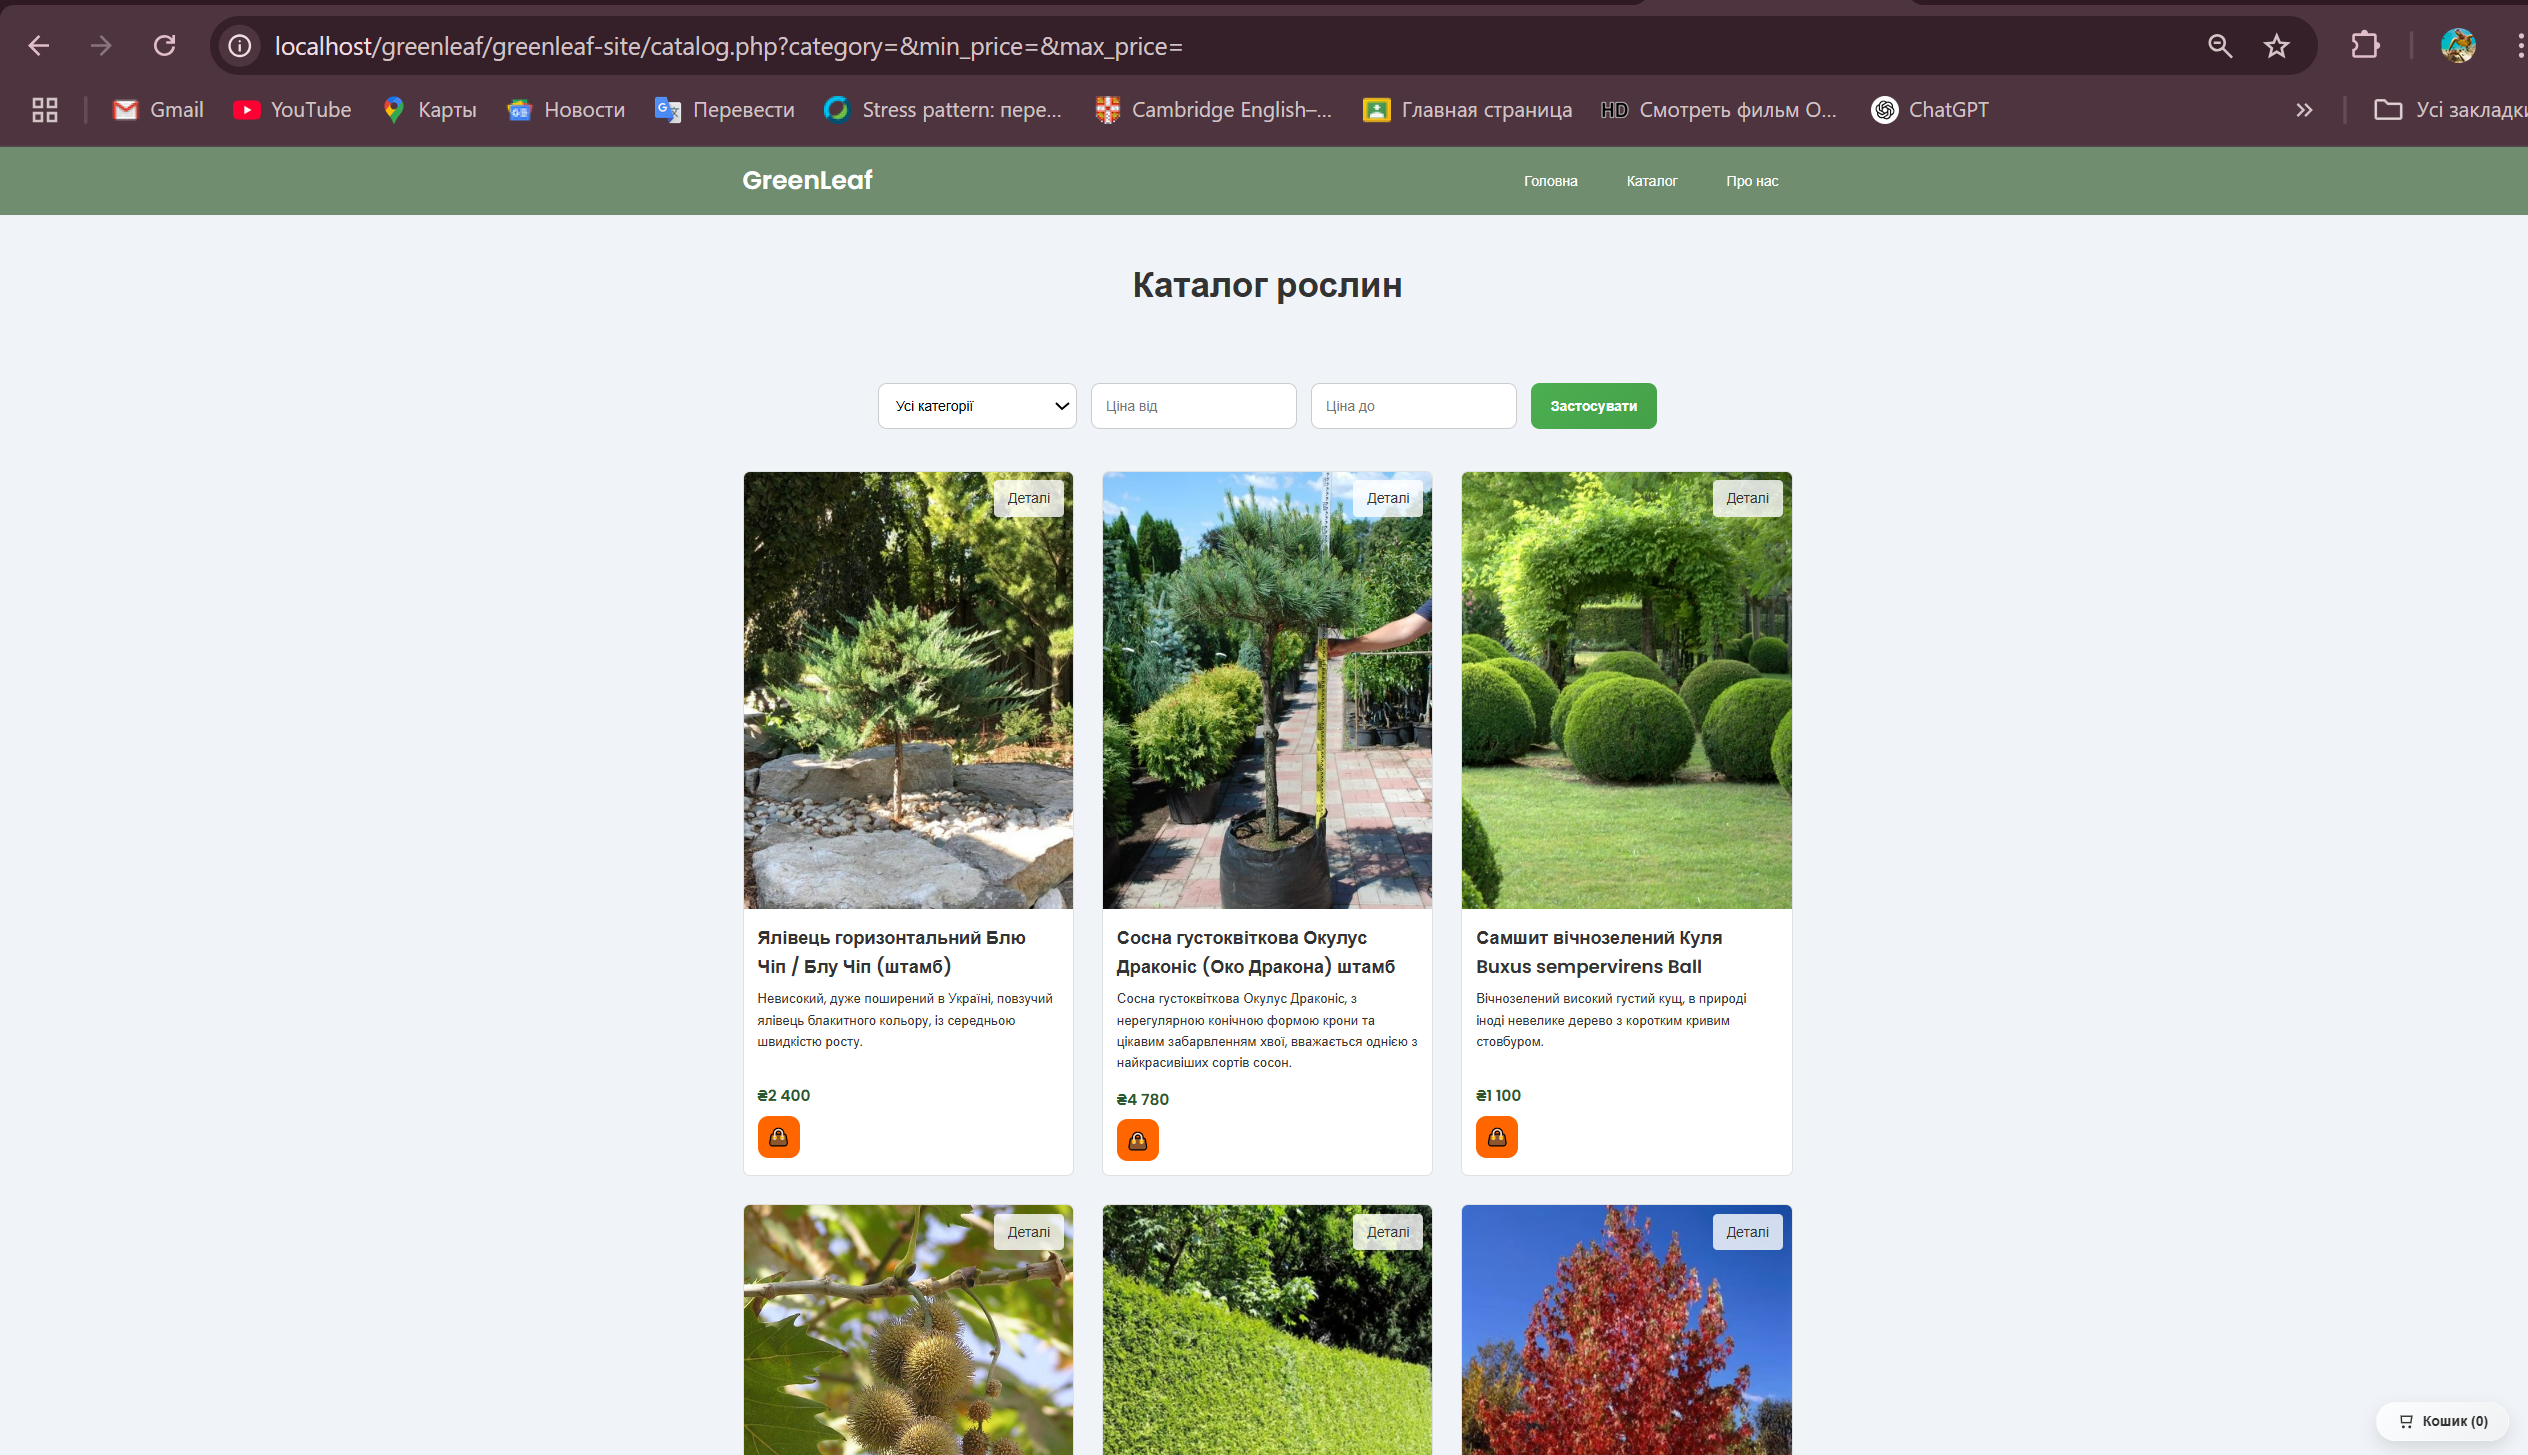 localhost/greenleaf/greenleaf-site/catalog.php?category=&min_price=&max_price=
Gmail
YouTube
Карты
Новости
Перевести
Stress pattern: пере...
Cambridge English–...
Главная страница
HD Смотреть фильм О...
ChatGPT
Усі закладки
GreenLeaf
Головна
Каталог
Про нас
Каталог рослин
Усі категорії
Ціна від
Ціна до
Застосувати
Деталі
Деталі
Деталі
Ялівець горизонтальний Блю
Чіп / Блу Чіп (штамб)
Невисокий, дуже поширений в Україні, повзучий
ялівець блакитного кольору, із середньою
швидкістю росту.
₴2 400
Сосна густоквіткова Окулус
Драконіс (Око Дракона) штамб
Сосна густоквіткова Окулус Драконіс, з
нерегулярною конічною формою крони та
цікавим забарвленням хвої, вважається однією з
найкрасивіших сортів сосон.
₴4 780
Самшит вічнозелений Куля
Buxus sempervirens Ball
Вічнозелений високий густий кущ, в природі
іноді невелике дерево з коротким кривим
стовбуром.
₴1 100
Деталі
Деталі
Деталі
Кошик (0)